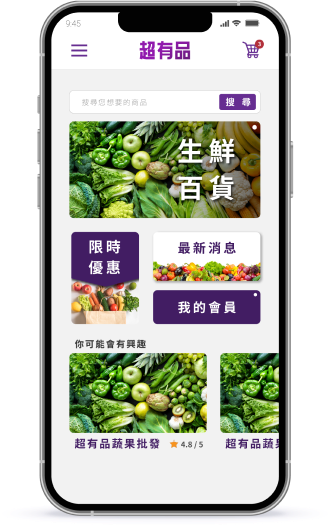 9:45
超有品
3
搜尋您想要的商品
搜尋
生鮮
百貨
限時
優惠
最新消息
我的會員
你可能會有興趣
超有品蔬果批發
4.8 / 5
超有品蔬